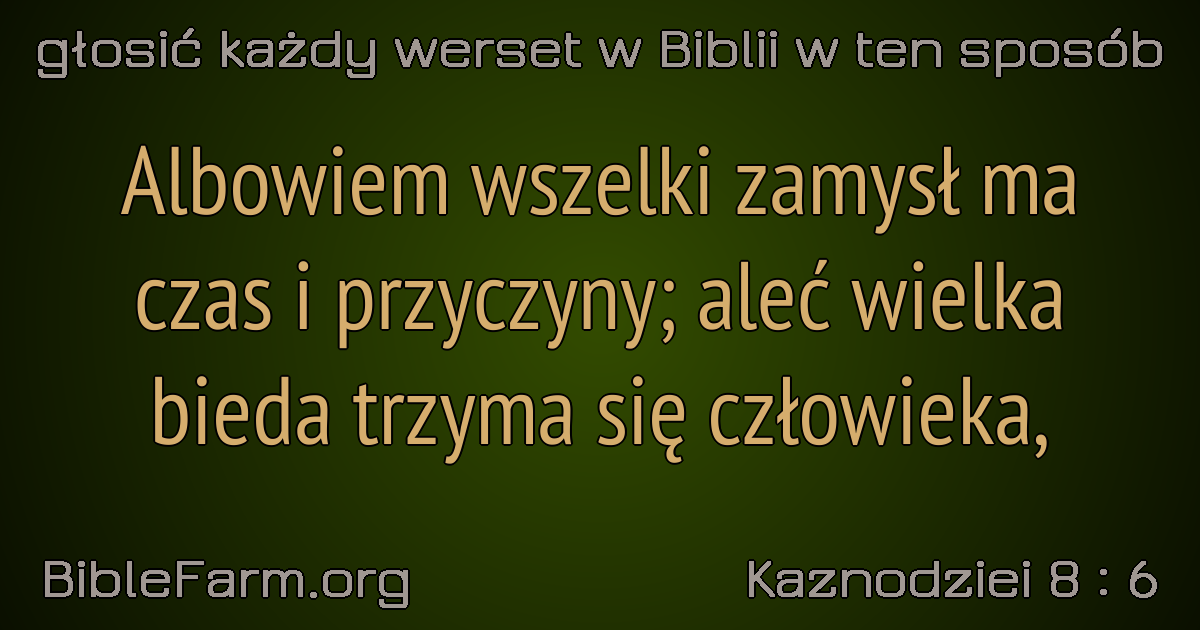 głosić każdy werset w Biblii w ten sposób
Albowiem wszelki zamysł ma
czas i przyczyny; aleć wielka
bieda trzyma się człowieka,
BibleFarm.org
Kaznodziei 8 : 6